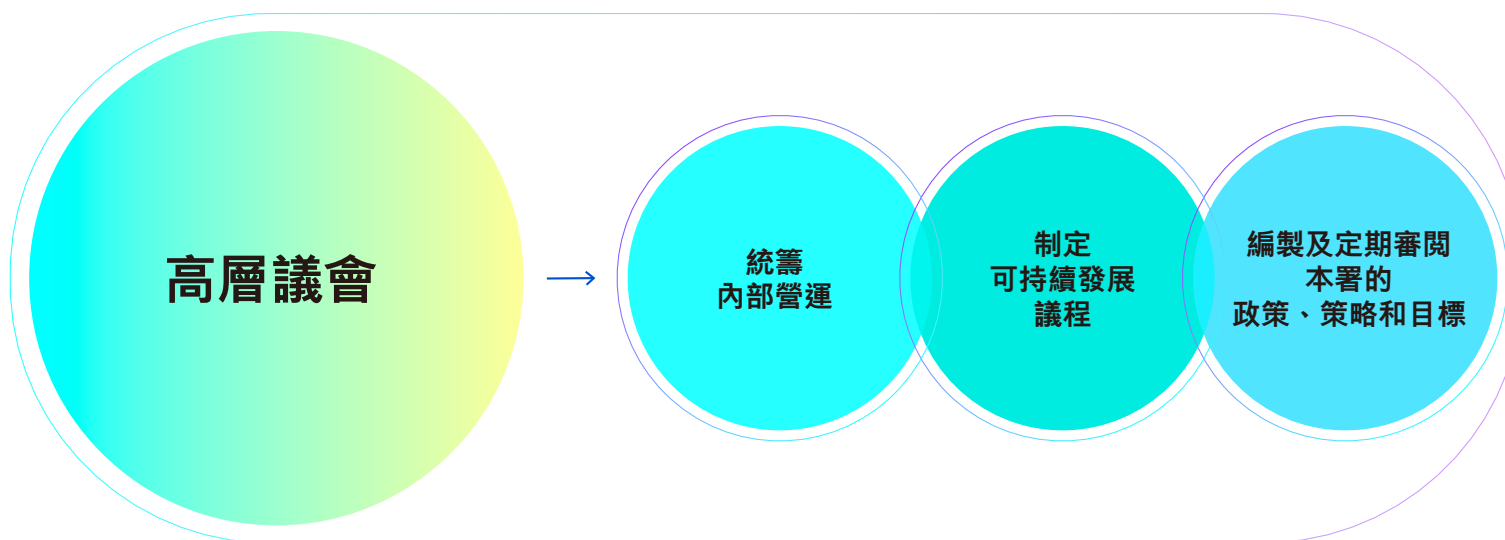 高層議會
統籌
內部營運
制定
可持續發展
議程
編製及定期審閱
本署的
政策、策略和目標